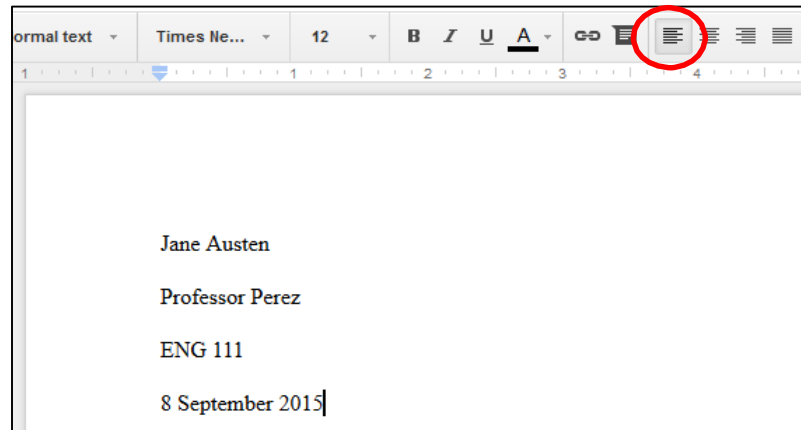 ormal text Times Ne... 12 B I U A
1 1 2 3 4
Jane Austen
Professor Perez
ENG 111
8 September 2015